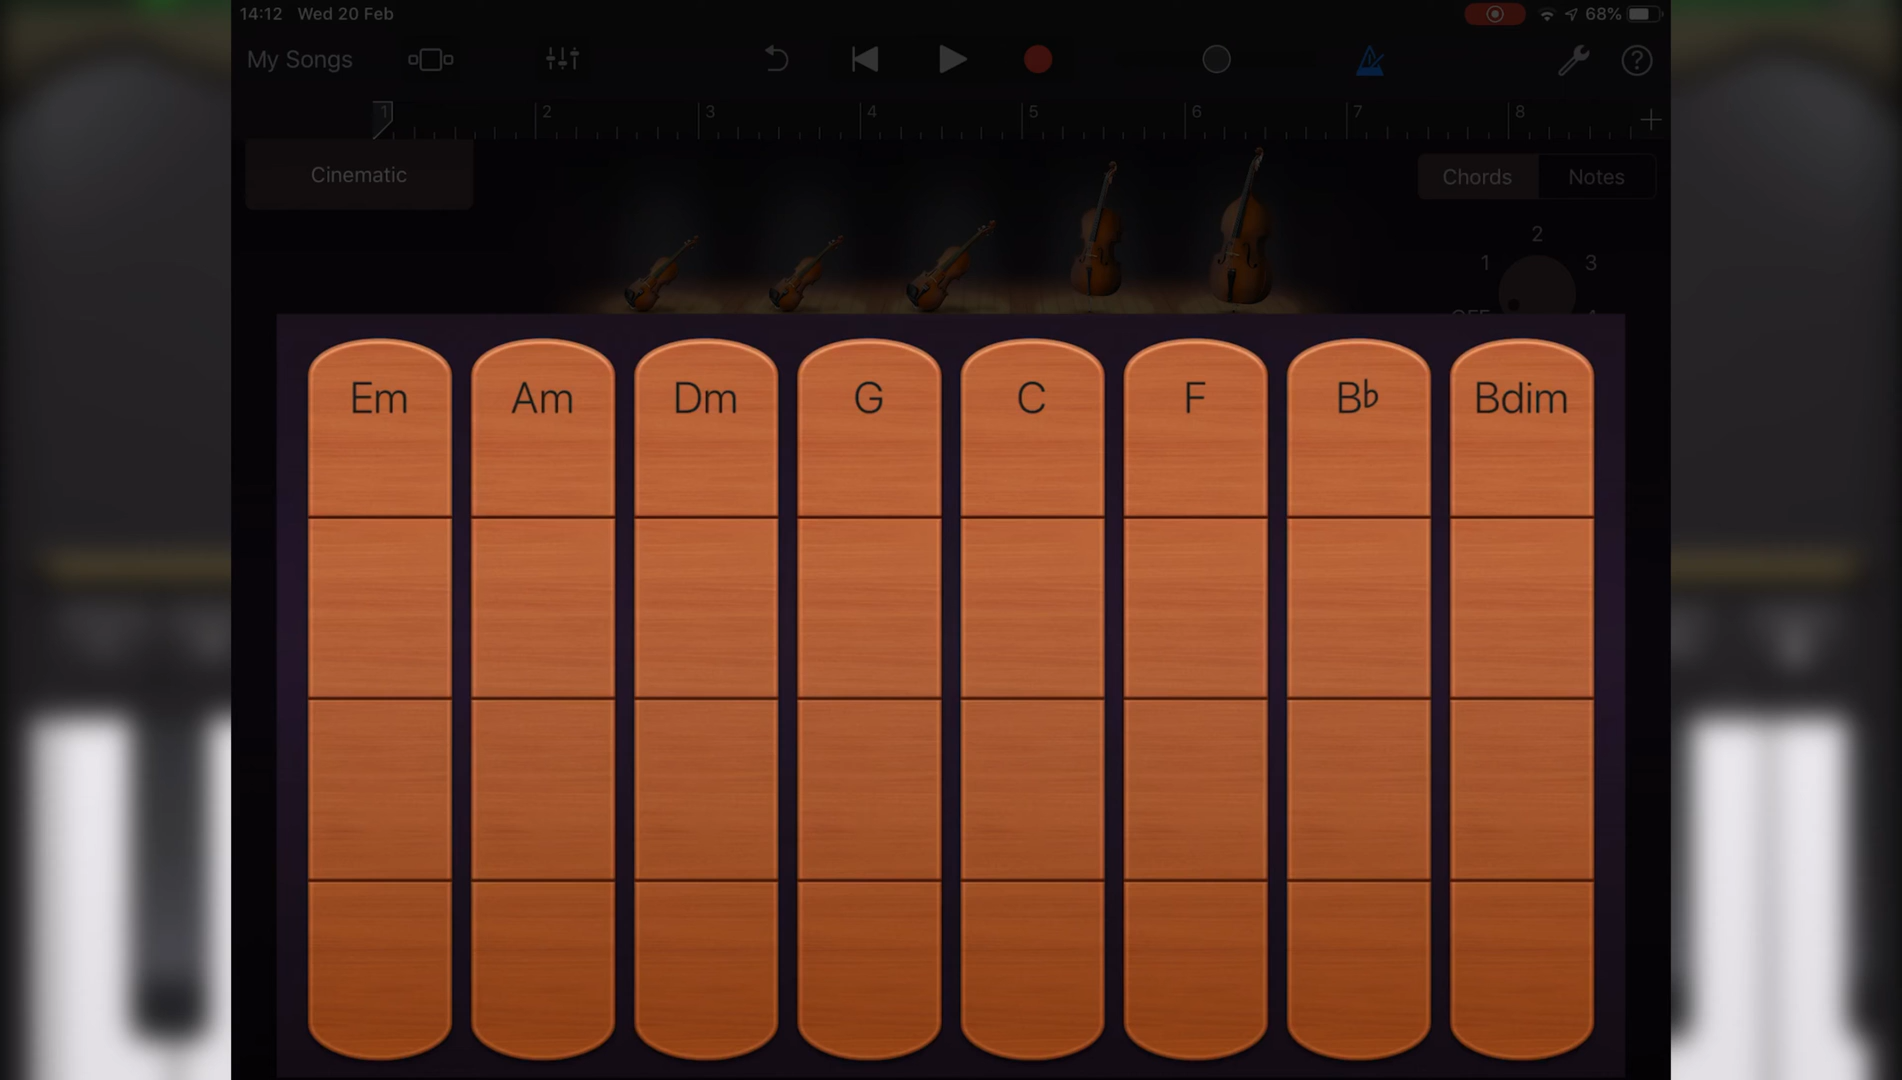 14:12 Wed 20 Feb 68%
My Songs
1 2 3 4 5 6 7 8
Cinematic
Chords Notes
2
1 3
Em Am Dm G C F B♭ Bdim